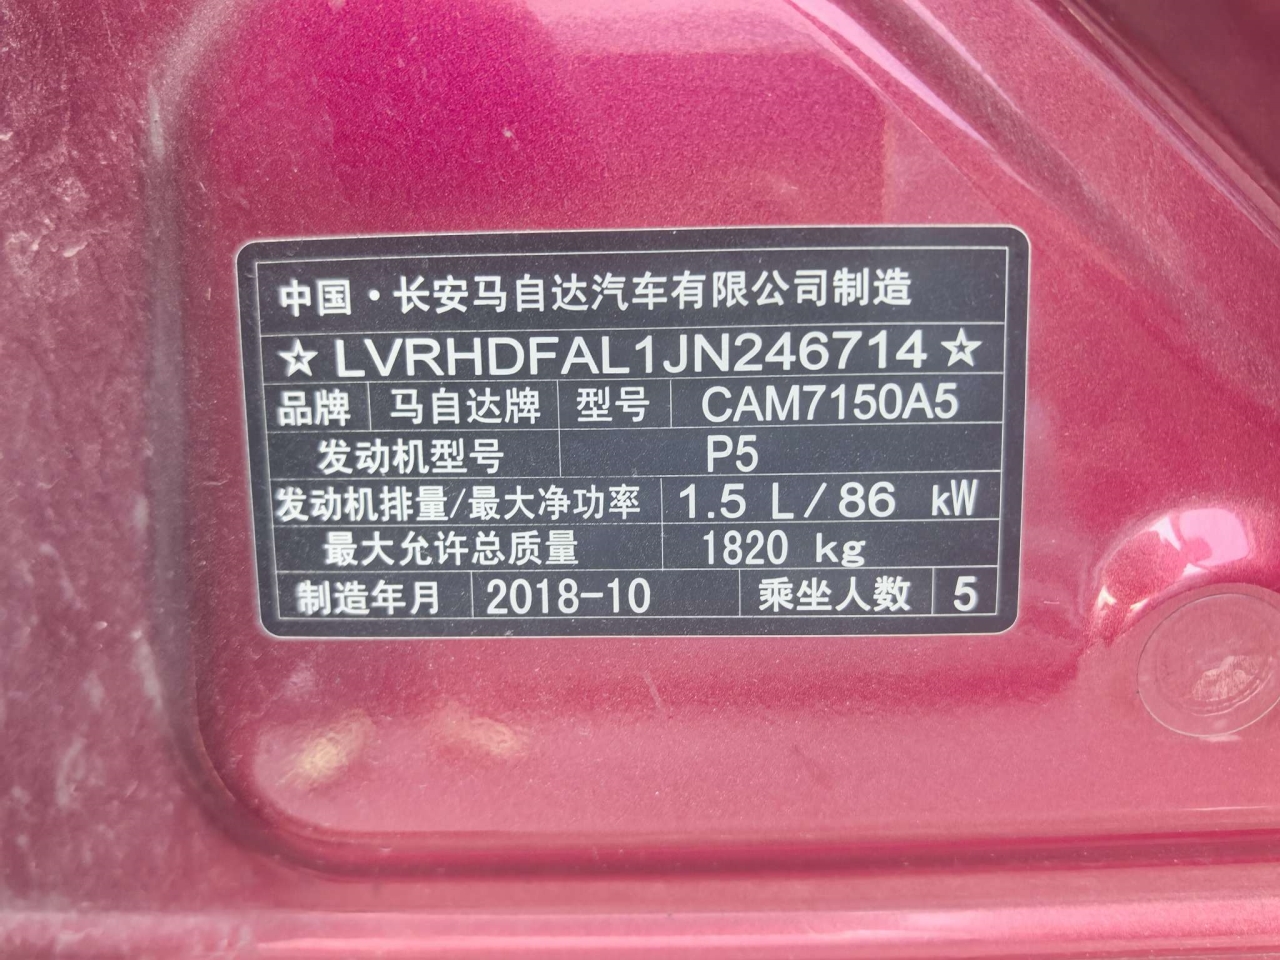 中国·长安马自达汽车有限公司制造
☆LVRHDFAL1JN246714☆
品牌 马自达牌 型号 CAM7150A5
发动机型号 P5
发动机排量/最大净功率 1.5 L/86 kW
最大允许总质量 1820 kg
制造年月 2018-10 乘坐人数 5